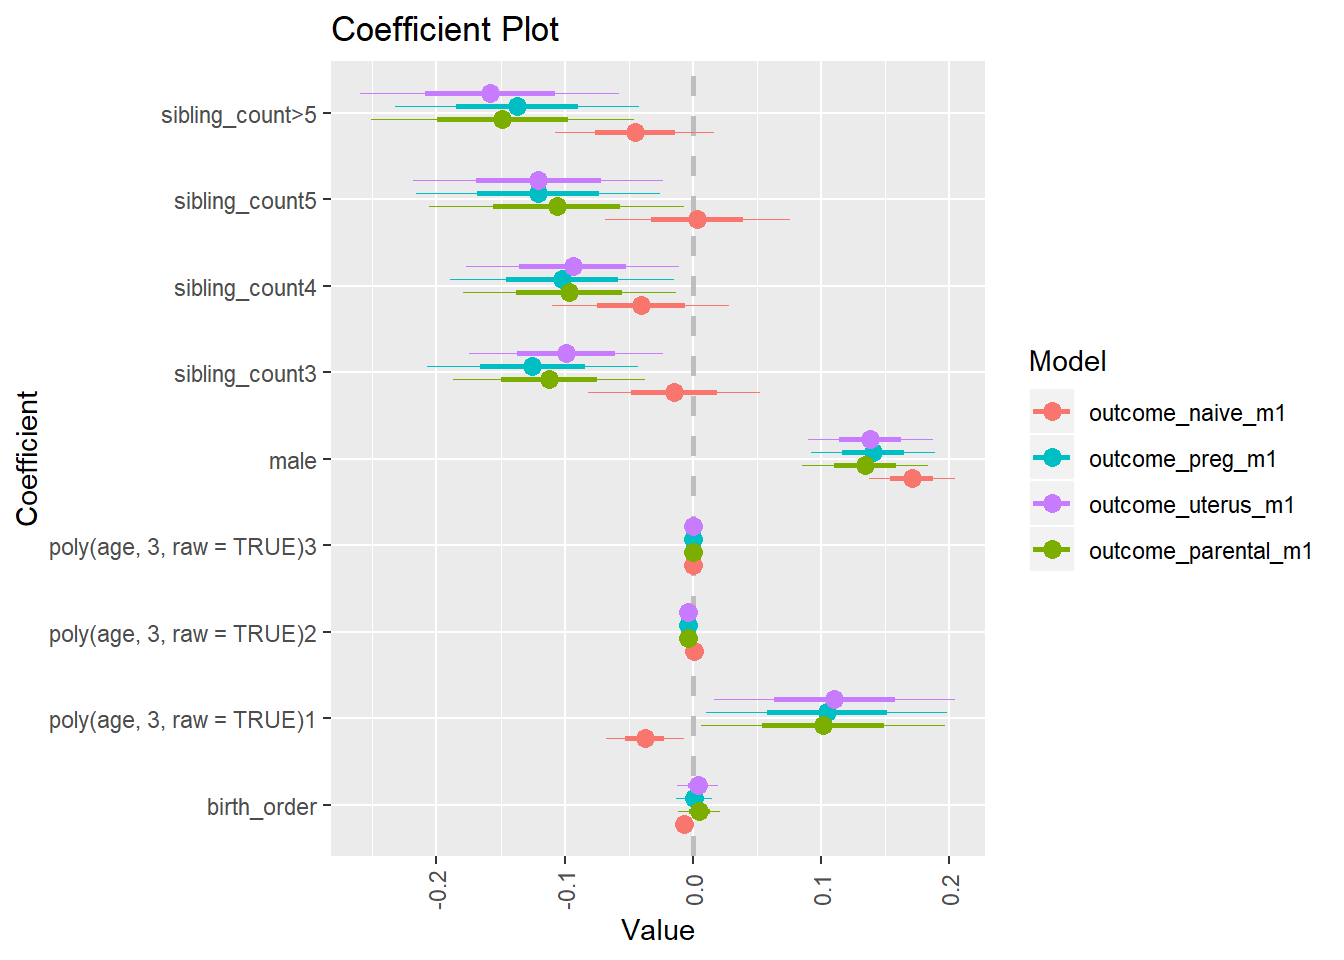 Coefficient Plot
sibling_count>5
sibling_count5
sibling_count4
sibling_count3
male
poly(age, 3, raw = TRUE)3
poly(age, 3, raw = TRUE)2
poly(age, 3, raw = TRUE)1
birth_order
Coefficient
-0.2
-0.1
0.0
0.1
0.2
Value
Model
outcome_naive_m1
outcome_preg_m1
outcome_uterus_m1
outcome_parental_m1